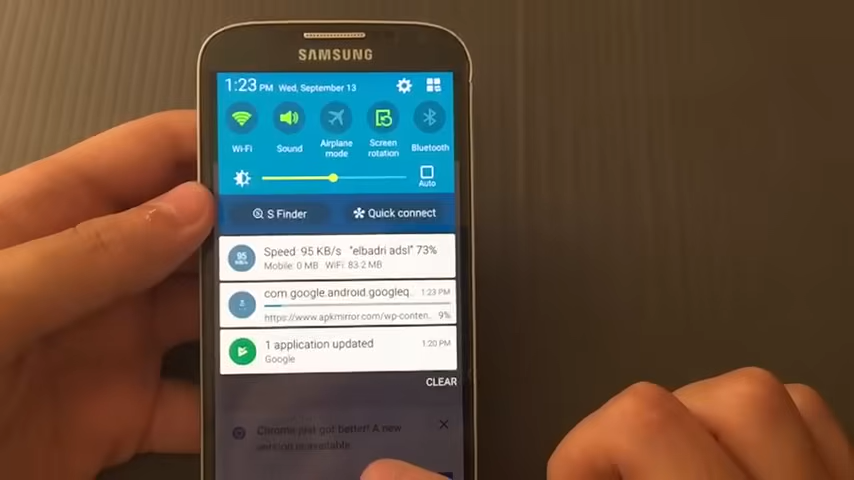 SAMSUNG
1:23 PM Wed, September 13
Wi-Fi
Sound
Airplane mode
Screen rotation
Bluetooth
Auto
S Finder
Quick connect
95 KB/s
Speed: 95 KB/s "elbadri adsl" 73%
Mobile: 0 MB WiFi: 83.2 MB
com.google.android.googleq..
1:23 PM
https://www.apkmirror.com/wp-conten..
9%
1 application updated
1:20 PM
Google
CLEAR
Chrome just got better! A new
version is available.